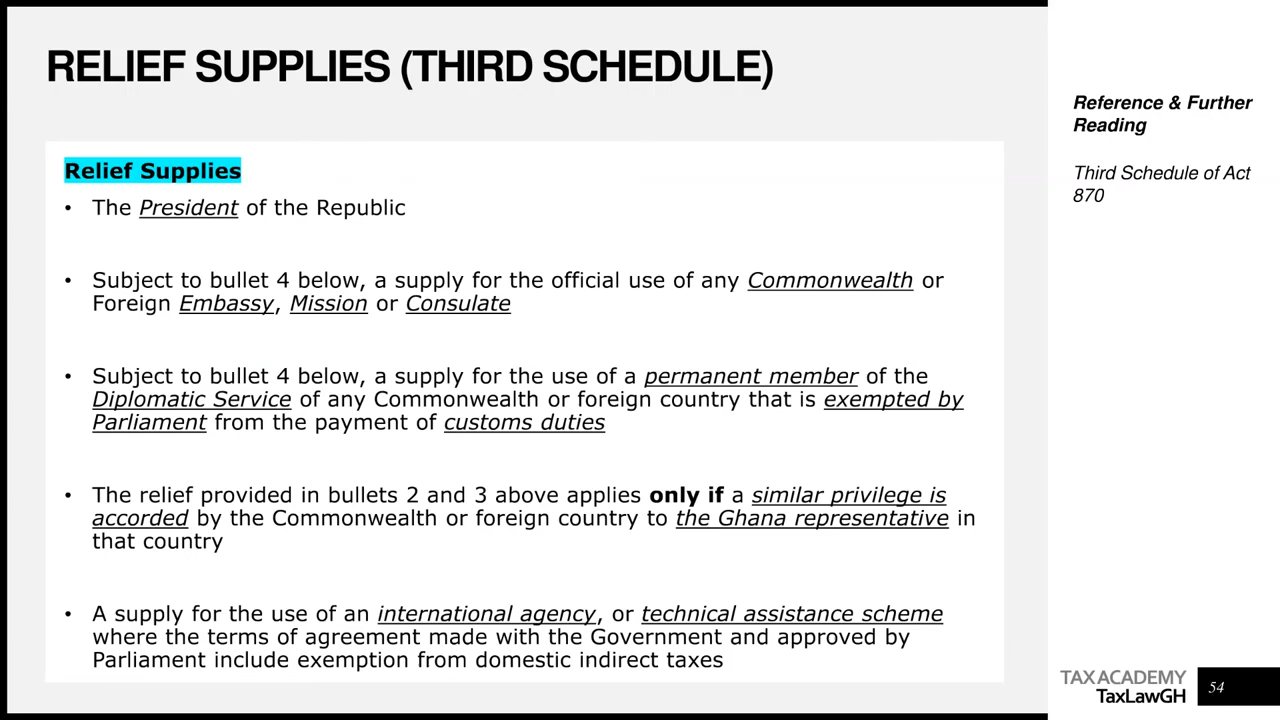 RELIEF SUPPLIES (THIRD SCHEDULE)
Relief Supplies
• The President of the Republic
• Subject to bullet 4 below, a supply for the official use of any Commonwealth or
Foreign Embassy, Mission or Consulate
• Subject to bullet 4 below, a supply for the use of a permanent member of the
Diplomatic Service of any Commonwealth or foreign country that is exempted by
Parliament from the payment of customs duties
• The relief provided in bullets 2 and 3 above applies only if a similar privilege is
accorded by the Commonwealth or foreign country to the Ghana representative in
that country
• A supply for the use of an international agency, or technical assistance scheme
where the terms of agreement made with the Government and approved by
Parliament include exemption from domestic indirect taxes
Reference & Further
Reading
Third Schedule of Act
870
TAX ACADEMY
TaxLawGH
54